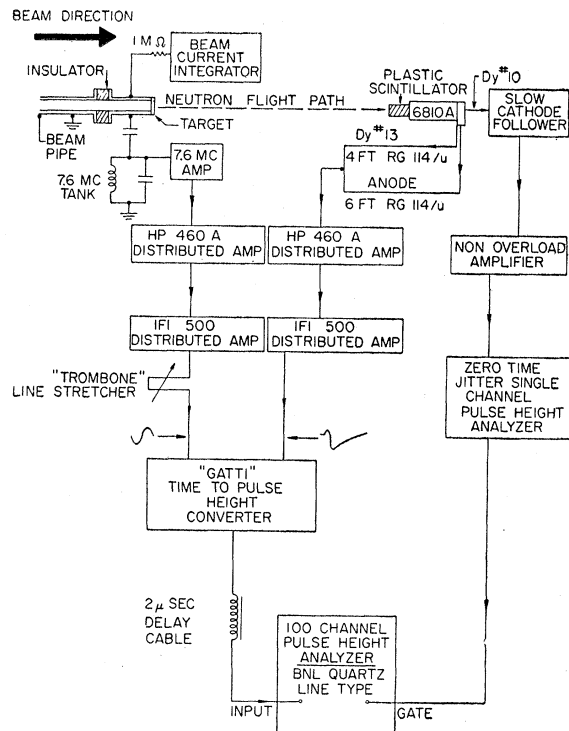 BEAM DIRECTION
1 MΩ
BEAM
CURRENT
INTEGRATOR
INSULATOR
PLASTIC
SCINTILLATOR
Dy#10
NEUTRON FLIGHT PATH
6810A
SLOW
CATHODE
FOLLOWER
TARGET
BEAM
PIPE
Dy#13
7.6 MC
TANK
7.6 MC
AMP
4 FT RG 114/u
ANODE
6 FT RG 114/u
HP 460 A
DISTRIBUTED AMP
HP 460 A
DISTRIBUTED AMP
NON OVERLOAD
AMPLIFIER
IFI 500
DISTRIBUTED AMP
IFI 500
DISTRIBUTED AMP
"TROMBONE"
LINE STRETCHER
ZERO TIME
JITTER SINGLE
CHANNEL
PULSE HEIGHT
ANALYZER
"GATTI"
TIME TO PULSE
HEIGHT
CONVERTER
2 μ SEC
DELAY
CABLE
100 CHANNEL
PULSE HEIGHT
ANALYZER
BNL QUARTZ
LINE TYPE
INPUT
GATE